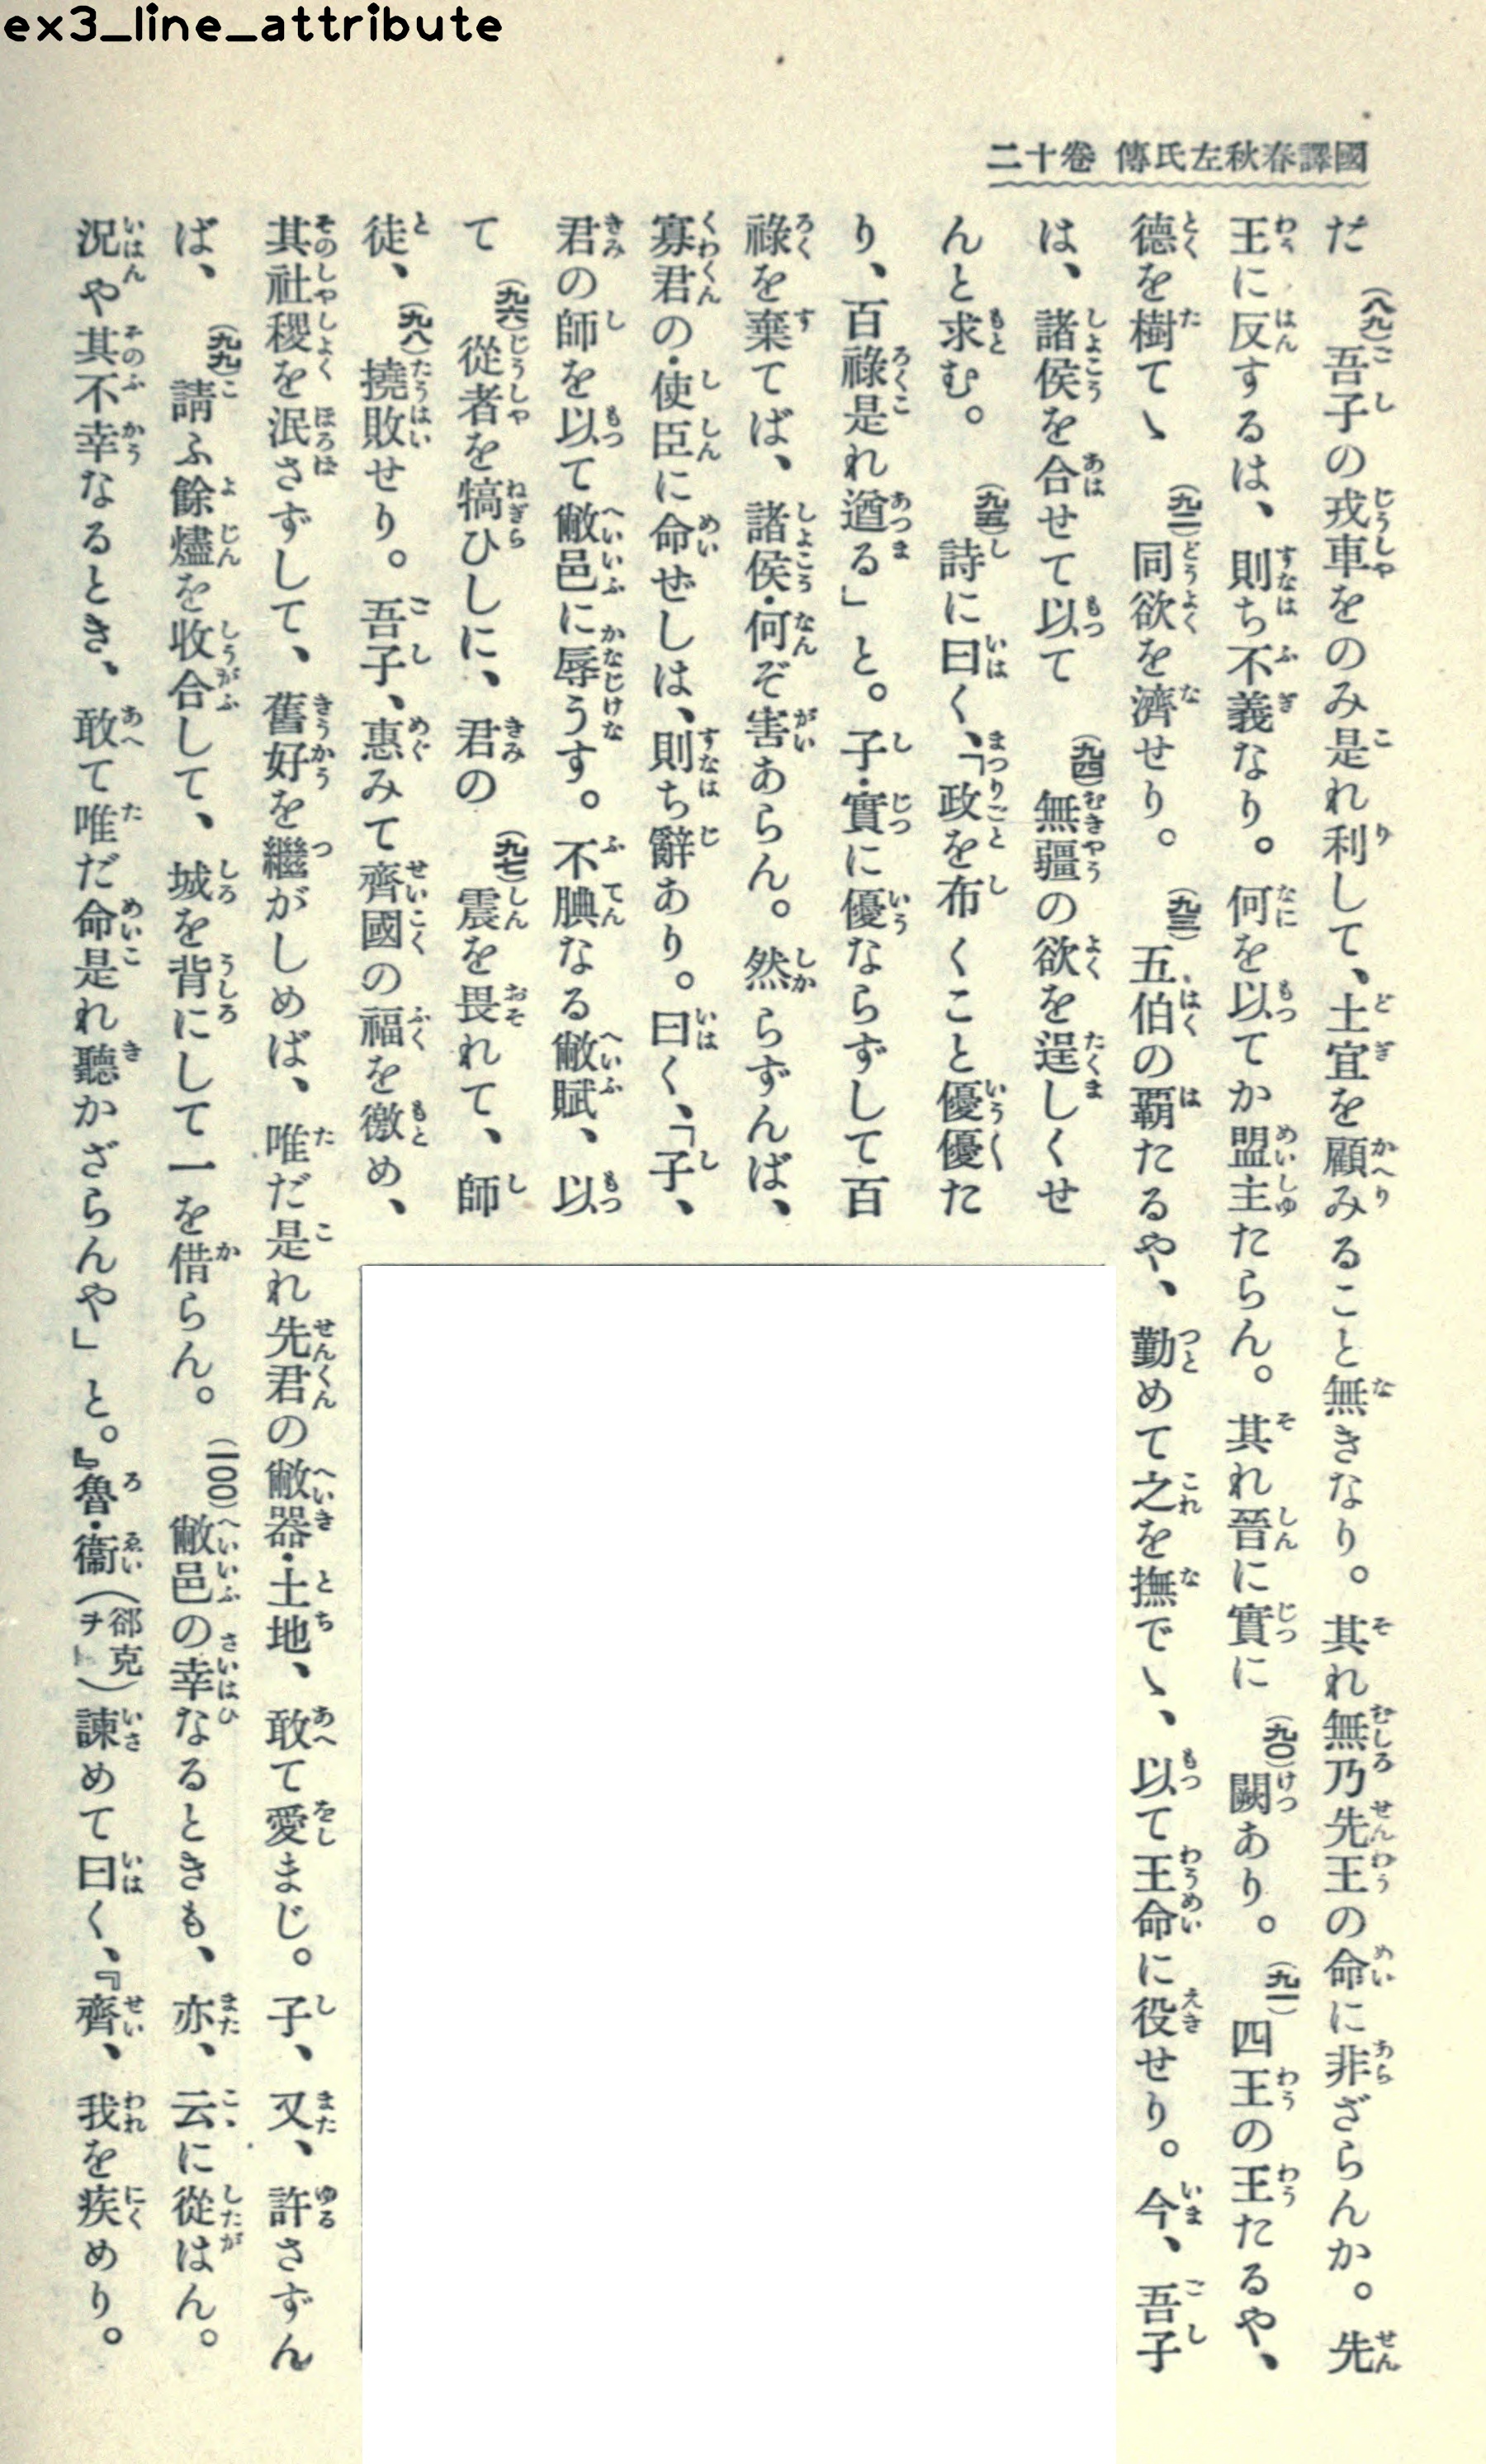 ex3_line_attribute
國譯春秋左氏傳 卷十二
だ(八九)吾子の戎車をのみ是れ利して、土宜を顧みること無きなり。其れ無乃先王の命に非ざらんか。先
王に反するは、則ち不義なり。何を以てか盟主たらん。其れ晉に實に(九〇)闕あり。(九一)四王の王たるや、
德を樹てゝ(九二)同欲を濟せり。(九三)五伯の覇たるや、勤めて之を撫でゝ、以て王命に役せり。今、吾子
は、諸侯を合せて以て(九四)無疆の欲を逞しくせ
んと求む。(九五)詩に曰く、「政を布くこと優優た
り、百祿是れ遒る」と。子・實に優ならずして百
祿を棄てば、諸侯・何ぞ害あらん。然らずんば、
寡君の・使臣に命ぜしは、則ち辭あり。曰く、「子、
君の師を以て敝邑に辱うす。不腆なる敝賦、以
て(九六)從者を犒ひしに、君の(九七)震を畏れて、師
徒、(九八)撓敗せり。吾子、惠みて齊國の福を徼め、
其社稷を泯さずして、舊好を繼がしめば、唯だ是れ先君の敝器・土地、敢て愛まじ。子、又、許さずん
ば、(九九)請ふ餘燼を收合して、城を背にして一を借らん。(一〇〇)敝邑の幸なるときも、亦、云に從はん。
況や其不幸なるとき、敢て唯だ命是れ聽かざらんや」と。』魯・衞(郤克ヲ)諫めて曰く、『齊、我を疾めり。